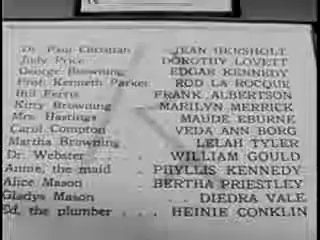 Dr. Paul Christian JEAN HERSHOLT
Judy Price DOROTHY LOVETT
George Browning EDGAR KENNEDY
Prof. Kenneth Parker ROD LA ROCQUE
Bill Ferris FRANK ALBERTSON
Kitty Browning MARILYN MERRICK
Mrs. Hastings MAUDE EBURNE
Carol Compton VEDA ANN BORG
Martha Browning LELAH TYLER
Dr. Webster . . WILLIAM GOULD
Annie, the maid . PHYLLIS KENNEDY
Alice Mason . BERTHA PRIESTLEY
Gladys Mason . . DIEDRA VALE
Ed, the plumber . . . HEINIE CONKLIN